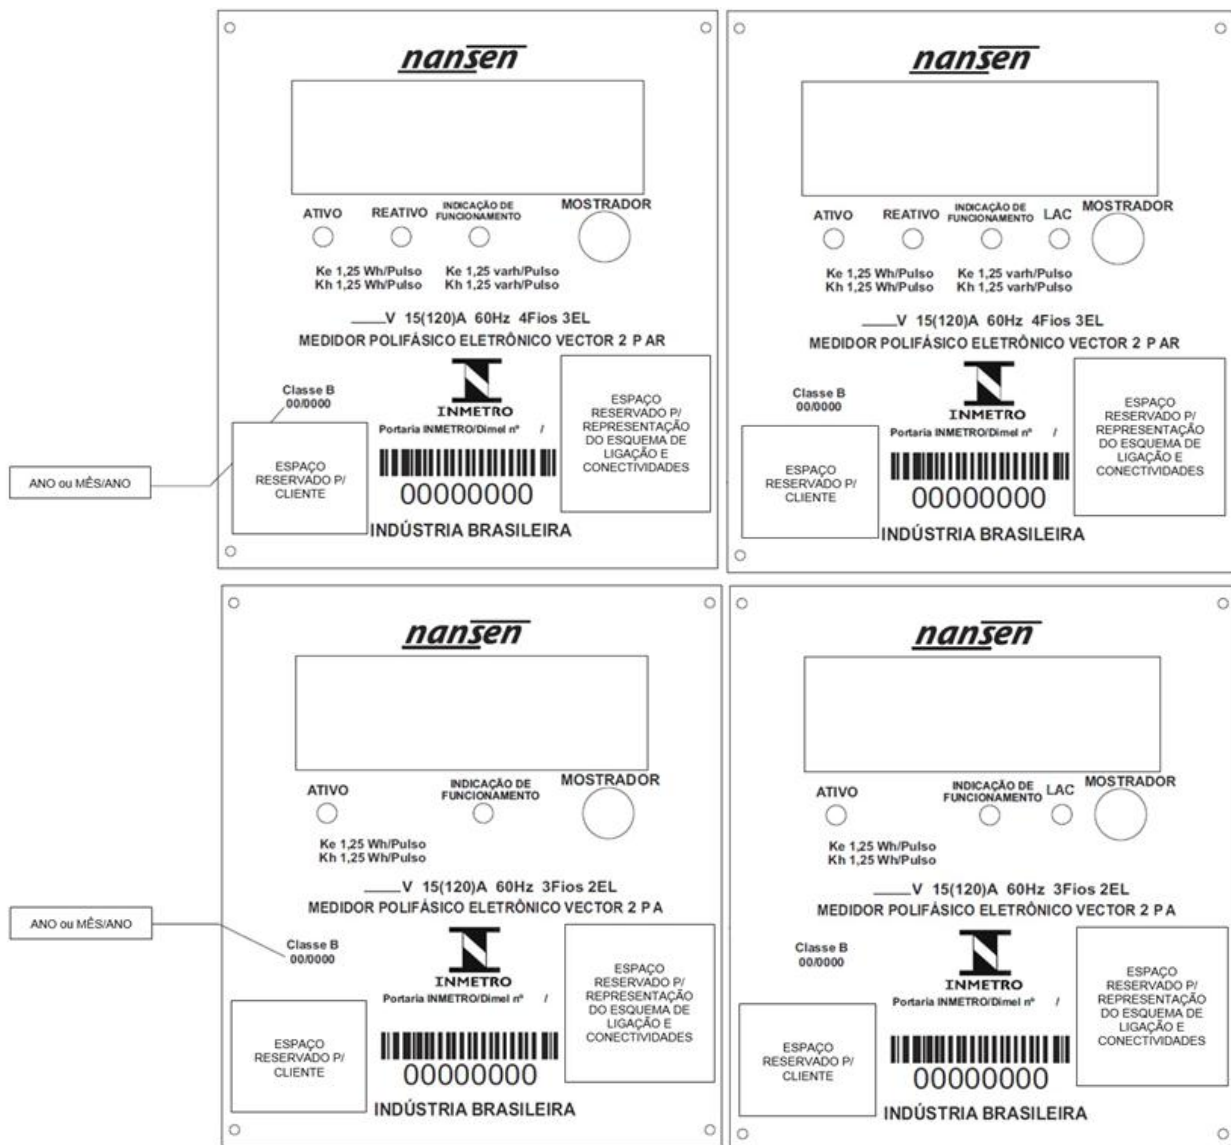 nansen
ATIVO
REATIVO
INDICAÇÃO DE
FUNCIONAMENTO
MOSTRADOR
Ke 1,25 Wh/Pulso
Kh 1,25 Wh/Pulso
Ke 1,25 varh/Pulso
Kh 1,25 varh/Pulso
____V 15(120)A 60Hz 4Fios 3EL
MEDIDOR POLIFÁSICO ELETRÔNICO VECTOR 2 P AR
Classe B
00/0000
INMETRO
Portaria INMETRO/Dimel nº /
ESPAÇO
RESERVADO P/
REPRESENTAÇÃO
DO ESQUEMA DE
LIGAÇÃO E
CONECTIVIDADES
ANO ou MÊS/ANO
ESPAÇO
RESERVADO P/
CLIENTE
00000000
INDÚSTRIA BRASILEIRA
nansen
ATIVO
REATIVO
INDICAÇÃO DE
FUNCIONAMENTO
LAC
MOSTRADOR
Ke 1,25 Wh/Pulso
Kh 1,25 Wh/Pulso
Ke 1,25 varh/Pulso
Kh 1,25 varh/Pulso
____V 15(120)A 60Hz 4Fios 3EL
MEDIDOR POLIFÁSICO ELETRÔNICO VECTOR 2 P AR
Classe B
00/0000
INMETRO
Portaria INMETRO/Dimel nº /
ESPAÇO
RESERVADO P/
REPRESENTAÇÃO
DO ESQUEMA DE
LIGAÇÃO E
CONECTIVIDADES
ESPAÇO
RESERVADO P/
CLIENTE
00000000
INDÚSTRIA BRASILEIRA
nansen
ATIVO
INDICAÇÃO DE
FUNCIONAMENTO
MOSTRADOR
Ke 1,25 Wh/Pulso
Kh 1,25 Wh/Pulso
____V 15(120)A 60Hz 3Fios 2EL
MEDIDOR POLIFÁSICO ELETRÔNICO VECTOR 2 P A
ANO ou MÊS/ANO
Classe B
00/0000
INMETRO
Portaria INMETRO/Dimel nº /
ESPAÇO
RESERVADO P/
REPRESENTAÇÃO
DO ESQUEMA DE
LIGAÇÃO E
CONECTIVIDADES
ESPAÇO
RESERVADO P/
CLIENTE
00000000
INDÚSTRIA BRASILEIRA
nansen
ATIVO
INDICAÇÃO DE
FUNCIONAMENTO
LAC
MOSTRADOR
Ke 1,25 Wh/Pulso
Kh 1,25 Wh/Pulso
____V 15(120)A 60Hz 3Fios 2EL
MEDIDOR POLIFÁSICO ELETRÔNICO VECTOR 2 P A
Classe B
00/0000
INMETRO
Portaria INMETRO/Dimel nº /
ESPAÇO
RESERVADO P/
REPRESENTAÇÃO
DO ESQUEMA DE
LIGAÇÃO E
CONECTIVIDADES
ESPAÇO
RESERVADO P/
CLIENTE
00000000
INDÚSTRIA BRASILEIRA